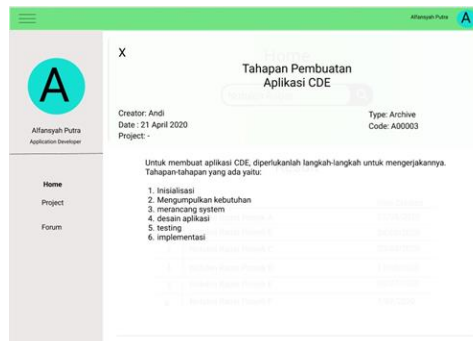 Alfansyah Putra
A
A
Alfansyah Putra
Application Developer
Home
Project
Forum
X
Home
Tahapan Pembuatan
Aplikasi CDE
Creator: Andi
Date : 21 April 2020
Project: -
Type: Archive
Code: A00003
Untuk membuat aplikasi CDE, diperlukanlah langkah-langkah untuk mengerjakannya.
Tahapan-tahapan yang ada yaitu:
1. Inisialisasi
2. Mengumpulkan kebutuhan
3. merancang system
4. desain aplikasi
5. testing
6. implementasi